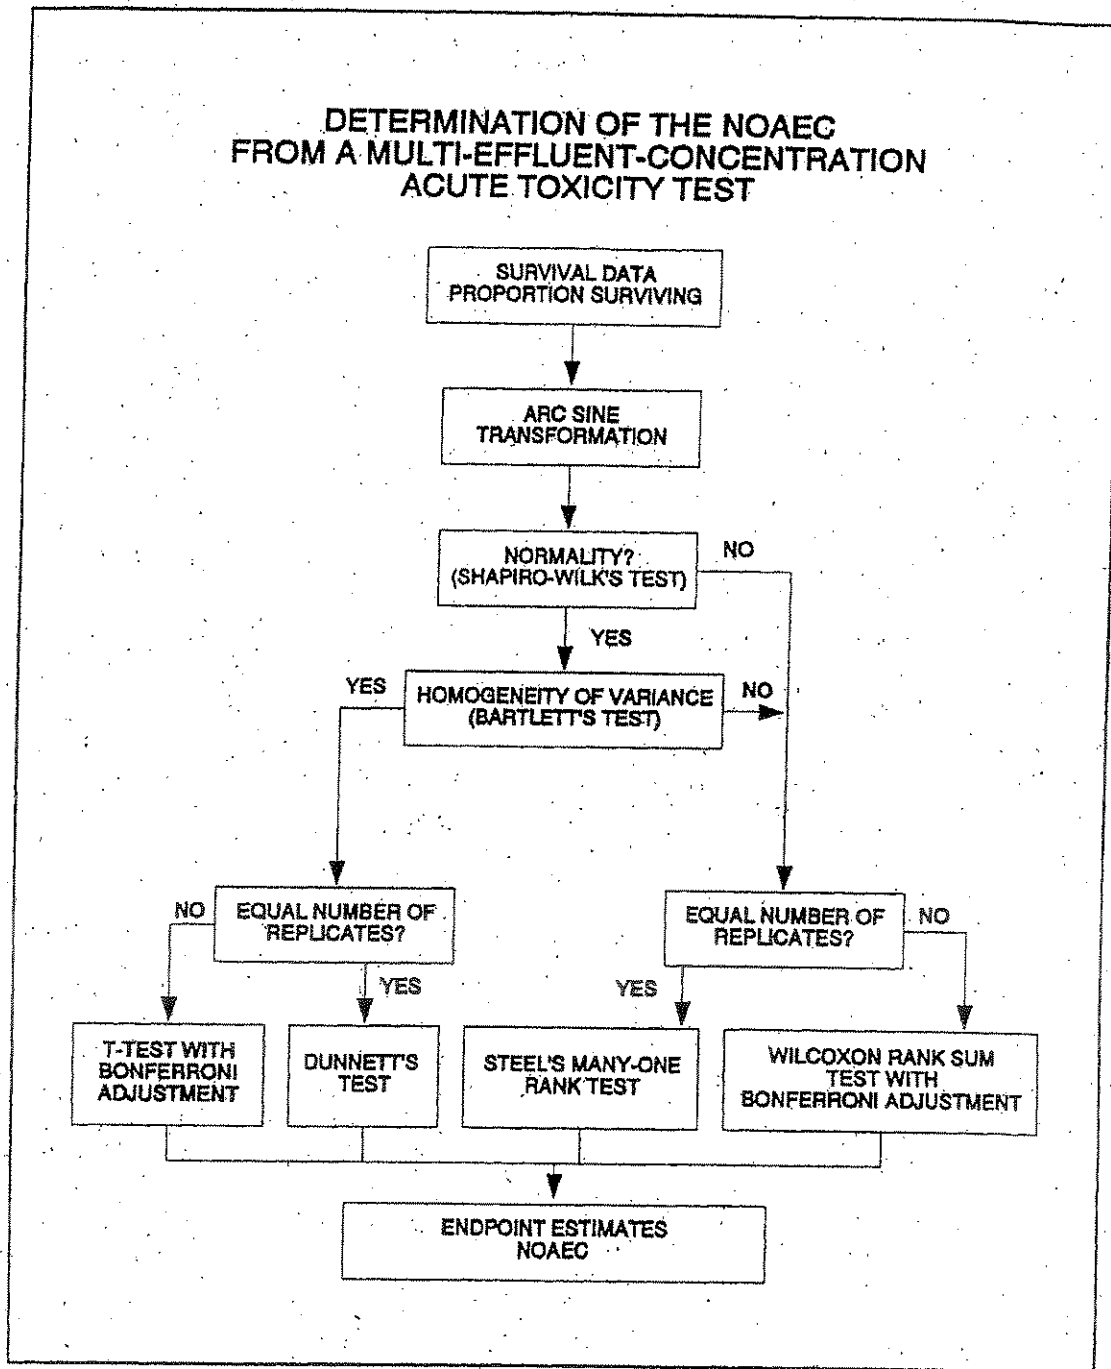 DETERMINATION OF THE NOAEC
FROM A MULTI-EFFLUENT-CONCENTRATION
ACUTE TOXICITY TEST
SURVIVAL DATA
PROPORTION SURVIVING
ARC SINE
TRANSFORMATION
NORMALITY?
(SHAPIRO-WILK'S TEST)
NO
YES
YES
HOMOGENEITY OF VARIANCE
(BARTLETT'S TEST)
NO
NO
EQUAL NUMBER OF
REPLICATES?
EQUAL NUMBER OF
REPLICATES?
NO
YES
YES
T-TEST WITH
BONFERRONI
ADJUSTMENT
DUNNETT'S
TEST
STEEL'S MANY-ONE
RANK TEST
WILCOXON RANK SUM
TEST WITH
BONFERRONI ADJUSTMENT
ENDPOINT ESTIMATES
NOAEC